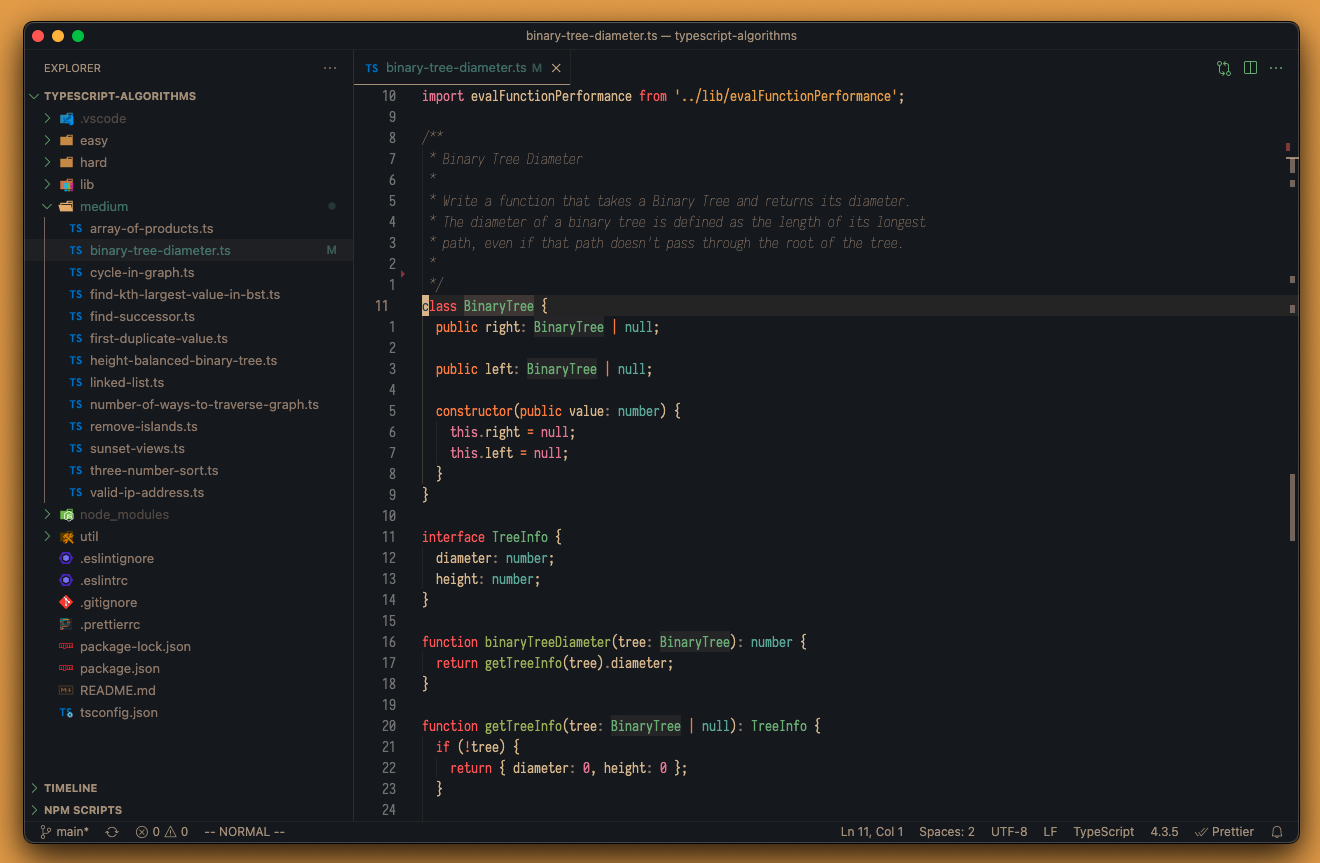 binary-tree-diameter.ts — typescript-algorithms
EXPLORER
TYPESCRIPT-ALGORITHMS
.vscode
easy
hard
lib
medium
TS array-of-products.ts
TS binary-tree-diameter.ts M
TS cycle-in-graph.ts
TS find-kth-largest-value-in-bst.ts
TS find-successor.ts
TS first-duplicate-value.ts
TS height-balanced-binary-tree.ts
TS linked-list.ts
TS number-of-ways-to-traverse-graph.ts
TS remove-islands.ts
TS sunset-views.ts
TS three-number-sort.ts
TS valid-ip-address.ts
node_modules
util
.eslintignore
.eslintrc
.gitignore
.prettierrc
package-lock.json
package.json
README.md
TS tsconfig.json
TIMELINE
NPM SCRIPTS
TS binary-tree-diameter.ts M
10 import evalFunctionPerformance from '../lib/evalFunctionPerformance';
9
8 /**
7  * Binary Tree Diameter
6  *
5  * Write a function that takes a Binary Tree and returns its diameter.
4  * The diameter of a binary tree is defined as the length of its longest
3  * path, even if that path doesn't pass through the root of the tree.
2  *
1  */
11 class BinaryTree {
1   public right: BinaryTree | null;
2
3   public left: BinaryTree | null;
4
5   constructor(public value: number) {
6     this.right = null;
7     this.left = null;
8   }
9 }
10
11 interface TreeInfo {
12   diameter: number;
13   height: number;
14 }
15
16 function binaryTreeDiameter(tree: BinaryTree): number {
17   return getTreeInfo(tree).diameter;
18 }
19
20 function getTreeInfo(tree: BinaryTree | null): TreeInfo {
21   if (!tree) {
22     return { diameter: 0, height: 0 };
23   }
24
main* 0 0 -- NORMAL -- Ln 11, Col 1 Spaces: 2 UTF-8 LF TypeScript 4.3.5 Prettier